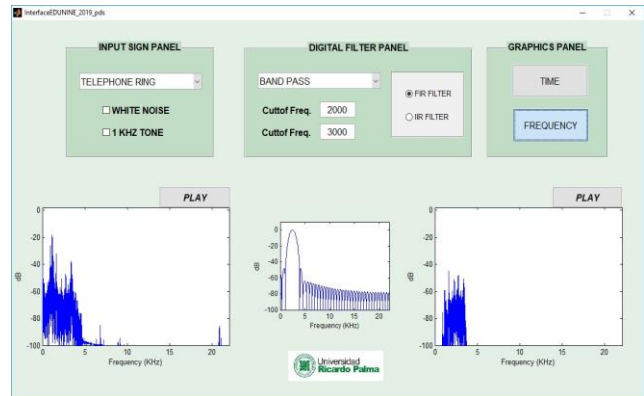 InterfaceEDUNINE_2019_pds
INPUT SIGN PANEL
TELEPHONE RING
WHITE NOISE
1 KHZ TONE
DIGITAL FILTER PANEL
BAND PASS
Cuttof Freq. 2000
Cuttof Freq. 3000
FIR FILTER
IIR FILTER
GRAPHICS PANEL
TIME
FREQUENCY
PLAY
0
-20
-40
-60
-80
-100
dB
0 5 10 15 20
Frequency (KHz)
0
-20
-40
-60
-80
-100
dB
0 5 10 15 20
Frequency (KHz)
PLAY
0
-20
-40
-60
-80
-100
dB
0 5 10 15 20
Frequency (KHz)
Universidad
Ricardo Palma